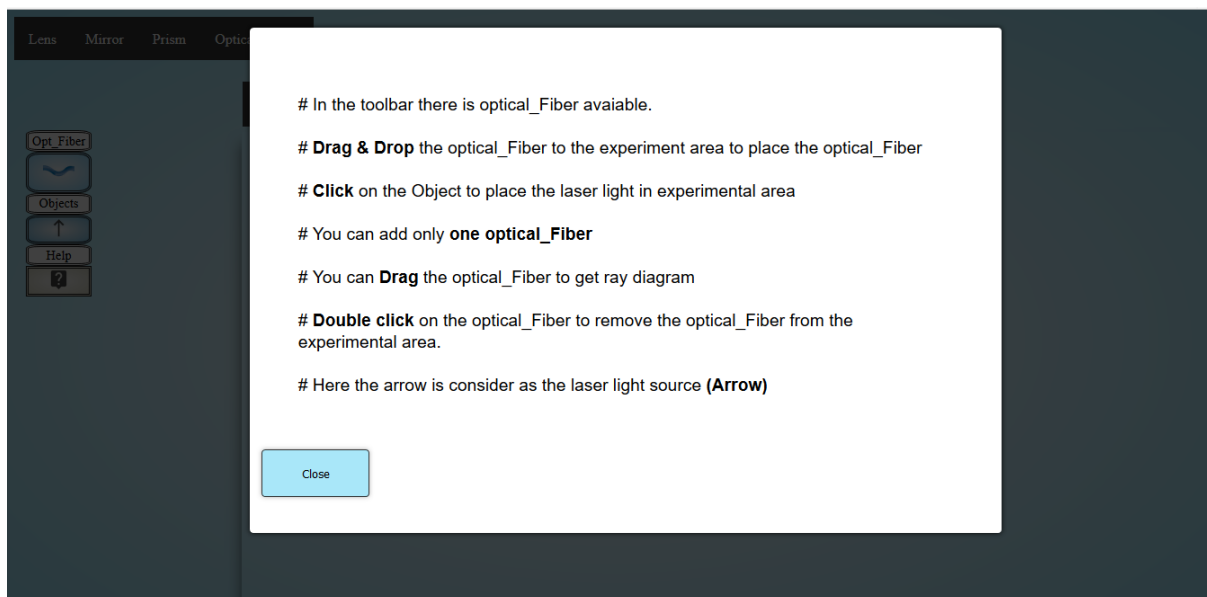 Lens Mirror Prism
# In the toolbar there is optical_Fiber avaiable.
Opt_Fiber
# Drag & Drop the optical_Fiber to the experiment area to place the optical_Fiber
# Click on the Object to place the laser light in experimental area
Objects
# You can add only one optical_Fiber
Help
# You can Drag the optical_Fiber to get ray diagram
# Double click on the optical_Fiber to remove the optical_Fiber from the
experimental area.
# Here the arrow is consider as the laser light source (Arrow)
Close